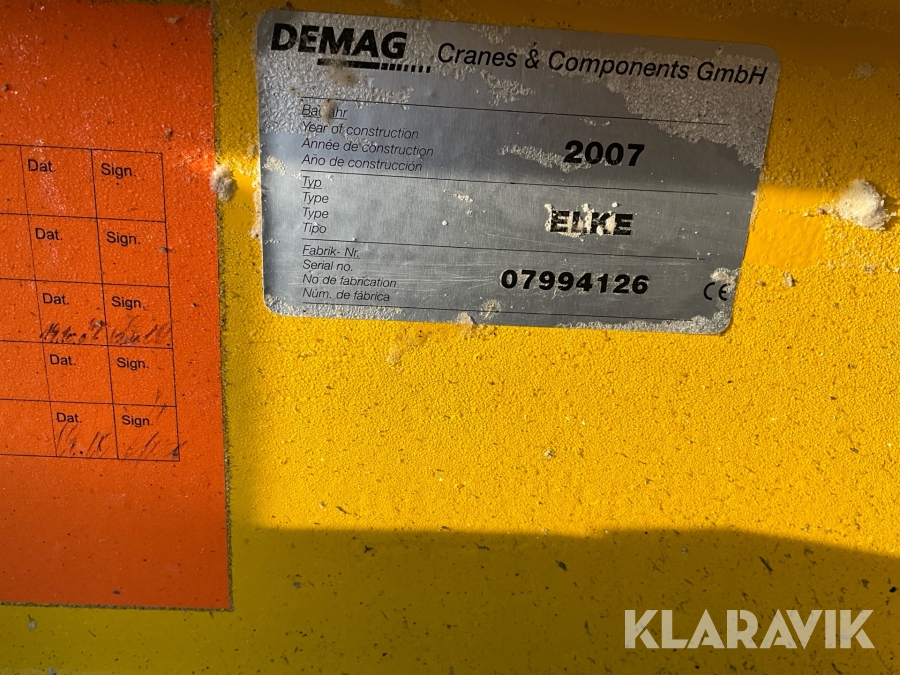 DEMAG Cranes & Components GmbH
Baujahr
Year of construction
Année de construction
Año de construcción
2007
Typ
Type
Type
Tipo
ELKE
Fabrik- Nr.
Serial no.
No de fabrication
Núm. de fábrica
07994126
CE
Dat. Sign.
Dat. Sign.
Dat. Sign.
Dat. Sign.
Dat. Sign.
KLARAVIK